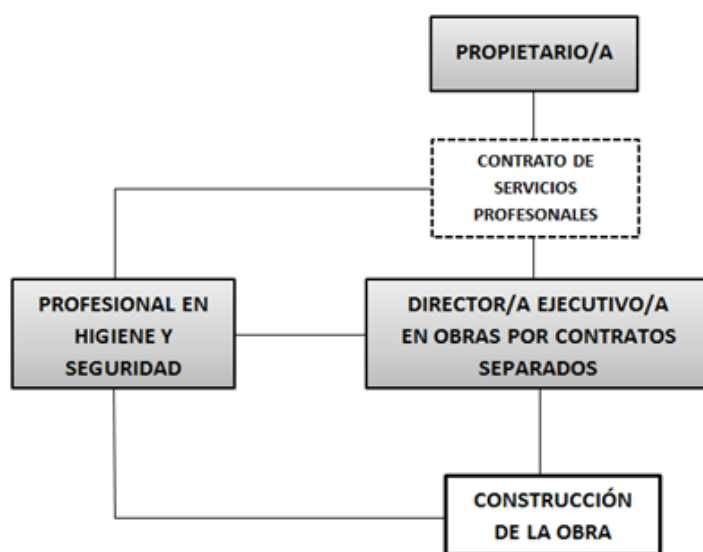 PROPIETARIO/A
CONTRATO DE
SERVICIOS
PROFESIONALES
PROFESIONAL EN
HIGIENE Y
SEGURIDAD
DIRECTOR/A EJECUTIVO/A
EN OBRAS POR CONTRATOS
SEPARADOS
CONSTRUCCIÓN
DE LA OBRA